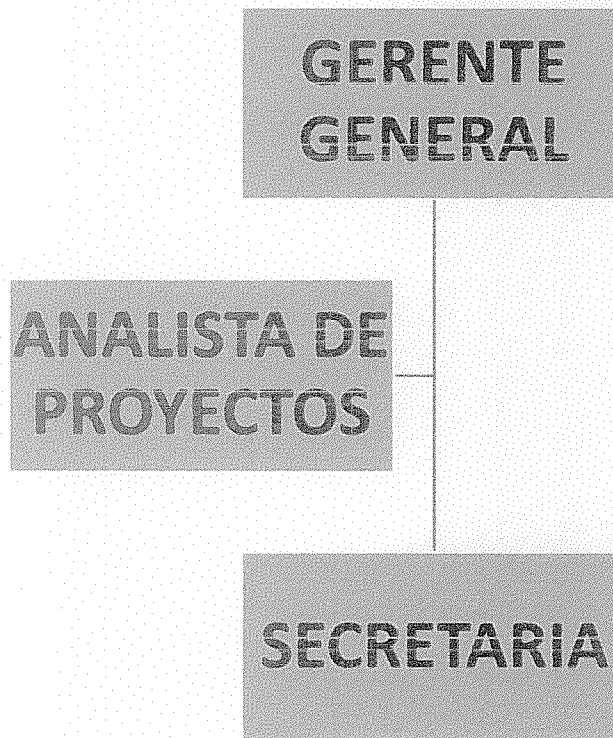 GERENTE
GENERAL
ANALISTA DE
PROYECTOS
SECRETARIA